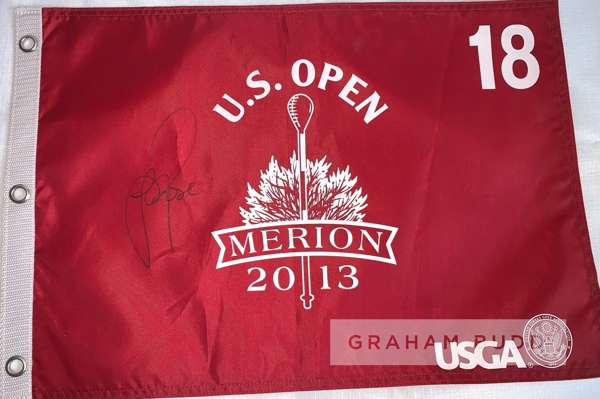 18
U.S. OPEN
MERION
2013
GRAHAM BUDD
USGA®